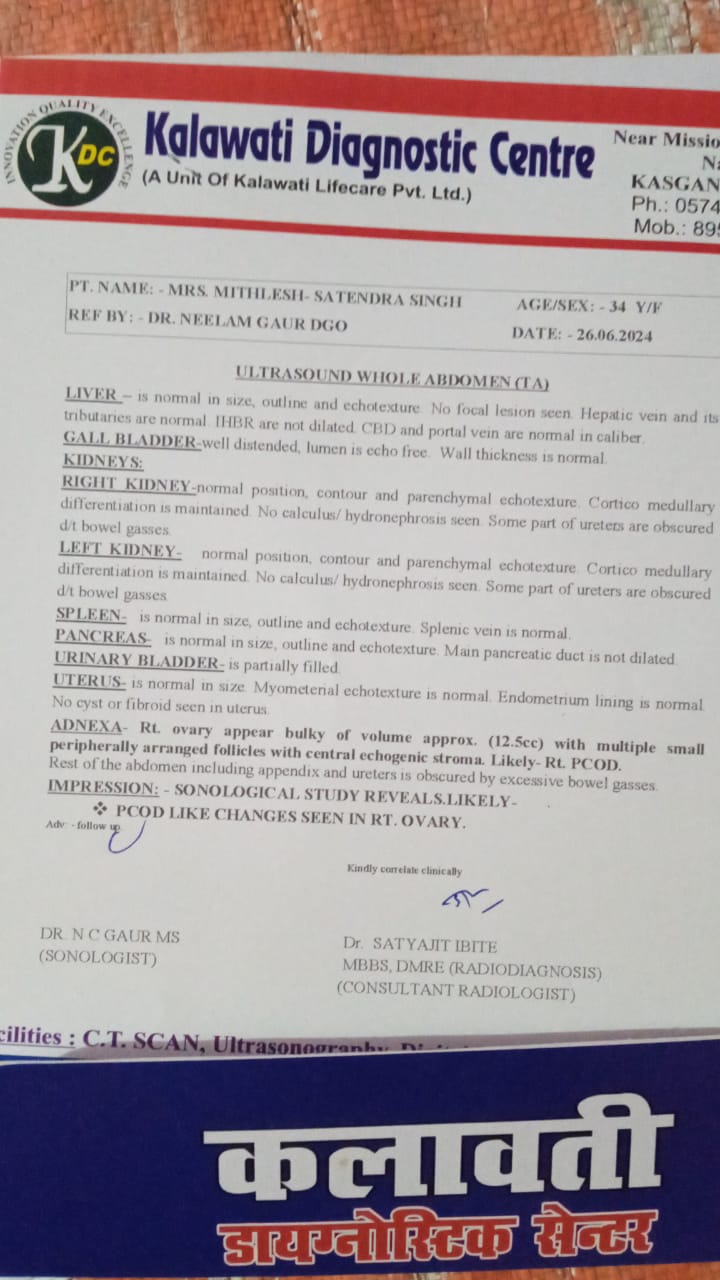 INNOVATION QUALITY EXCELLENCE
KDC
Kalawati Diagnostic Centre
(A Unit Of Kalawati Lifecare Pvt. Ltd.)
Near Missio
Na
KASGAN
Ph.: 0574
Mob.: 895
PT. NAME: - MRS. MITHLESH- SATENDRA SINGH AGE/SEX: - 34 Y/F
REF BY: - DR. NEELAM GAUR DGO DATE: - 26.06.2024
ULTRASOUND WHOLE ABDOMEN (TA)
LIVER – is normal in size, outline and echotexture. No focal lesion seen. Hepatic vein and its
tributaries are normal. IHBR are not dilated. CBD and portal vein are normal in caliber.
GALL BLADDER-well distended, lumen is echo free. Wall thickness is normal.
KIDNEYS:
RIGHT KIDNEY-normal position, contour and parenchymal echotexture. Cortico medullary
differentiation is maintained. No calculus/ hydronephrosis seen. Some part of ureters are obscured
d/t bowel gasses.
LEFT KIDNEY- normal position, contour and parenchymal echotexture. Cortico medullary
differentiation is maintained. No calculus/ hydronephrosis seen. Some part of ureters are obscured
d/t bowel gasses.
SPLEEN- is normal in size, outline and echotexture. Splenic vein is normal.
PANCREAS- is normal in size, outline and echotexture. Main pancreatic duct is not dilated.
URINARY BLADDER- is partially filled.
UTERUS- is normal in size. Myometerial echotexture is normal. Endometrium lining is normal.
No cyst or fibroid seen in uterus.
ADNEXA- Rt. ovary appear bulky of volume approx. (12.5cc) with multiple small
peripherally arranged follicles with central echogenic stroma. Likely- Rt. PCOD.
Rest of the abdomen including appendix and ureters is obscured by excessive bowel gasses.
IMPRESSION: - SONOLOGICAL STUDY REVEALS.LIKELY-
❖ PCOD LIKE CHANGES SEEN IN RT. OVARY.
Adv: - follow up.
Kindly correlate clinically
DR. N C GAUR MS
(SONOLOGIST)
Dr. SATYAJIT IBITE
MBBS, DMRE (RADIODIAGNOSIS)
(CONSULTANT RADIOLOGIST)
cilities : C.T. SCAN, Ultrasonography,
कलावती
डायग्नोस्टिक सेन्टर